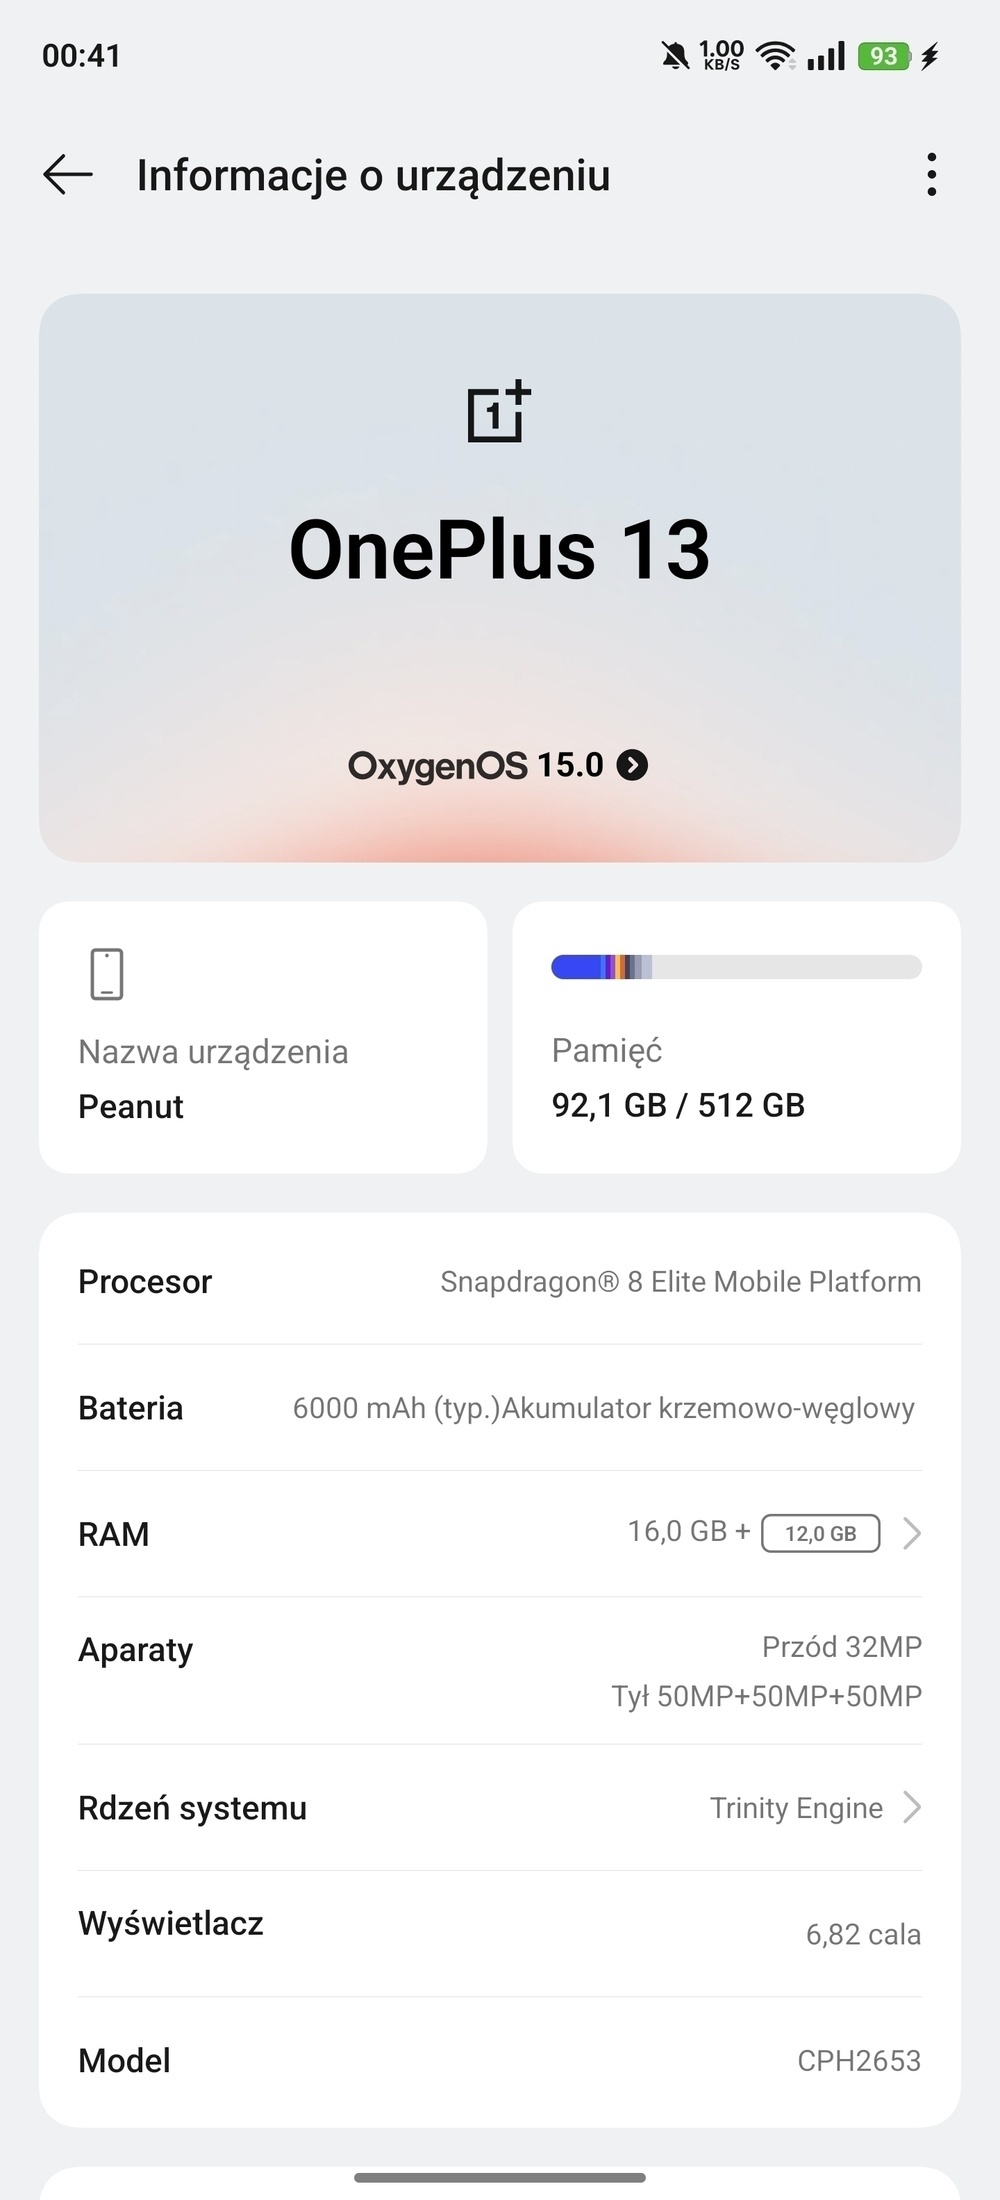 00:41
1.00
KB/S
93
Informacje o urządzeniu
1
OnePlus 13
OxygenOS 15.0
Nazwa urządzenia
Peanut
Pamięć
92,1 GB / 512 GB
Procesor
Snapdragon® 8 Elite Mobile Platform
Bateria
6000 mAh (typ.)Akumulator krzemowo-węglowy
RAM
16,0 GB + 12,0 GB
Aparaty
Przód 32MP
Tył 50MP+50MP+50MP
Rdzeń systemu
Trinity Engine
Wyświetlacz
6,82 cala
Model
CPH2653